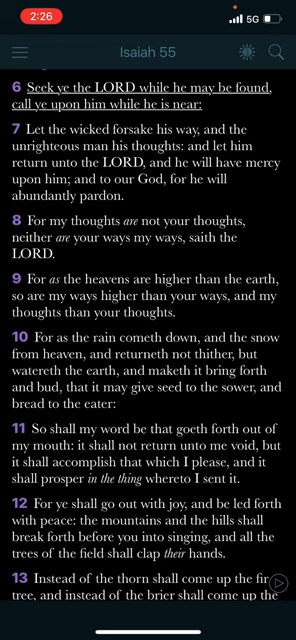 2:26
5G
Isaiah 55
6 Seek ye the LORD while he may be found,
call ye upon him while he is near:
7 Let the wicked forsake his way, and the
unrighteous man his thoughts: and let him
return unto the LORD, and he will have mercy
upon him; and to our God, for he will
abundantly pardon.
8 For my thoughts are not your thoughts,
neither are your ways my ways, saith the
LORD.
9 For as the heavens are higher than the earth,
so are my ways higher than your ways, and my
thoughts than your thoughts.
10 For as the rain cometh down, and the snow
from heaven, and returneth not thither, but
watereth the earth, and maketh it bring forth
and bud, that it may give seed to the sower, and
bread to the eater:
11 So shall my word be that goeth forth out of
my mouth: it shall not return unto me void, but
it shall accomplish that which I please, and it
shall prosper in the thing whereto I sent it.
12 For ye shall go out with joy, and be led forth
with peace: the mountains and the hills shall
break forth before you into singing, and all the
trees of the field shall clap their hands.
13 Instead of the thorn shall come up the fir
tree, and instead of the brier shall come up the